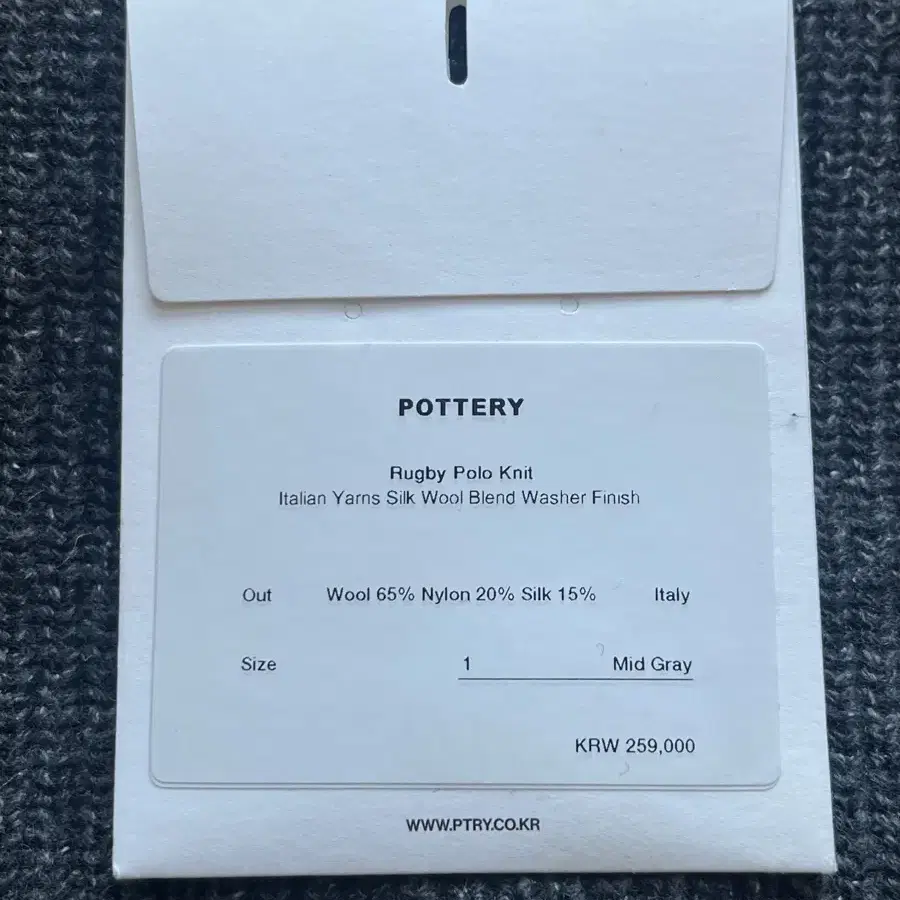 POTTERY
Rugby Polo Knit
Italian Yarns Silk Wool Blend Washer Finish
Out Wool 65% Nylon 20% Silk 15% Italy
Size 1 Mid Gray
KRW 259,000
WWW.PTRY.CO.KR